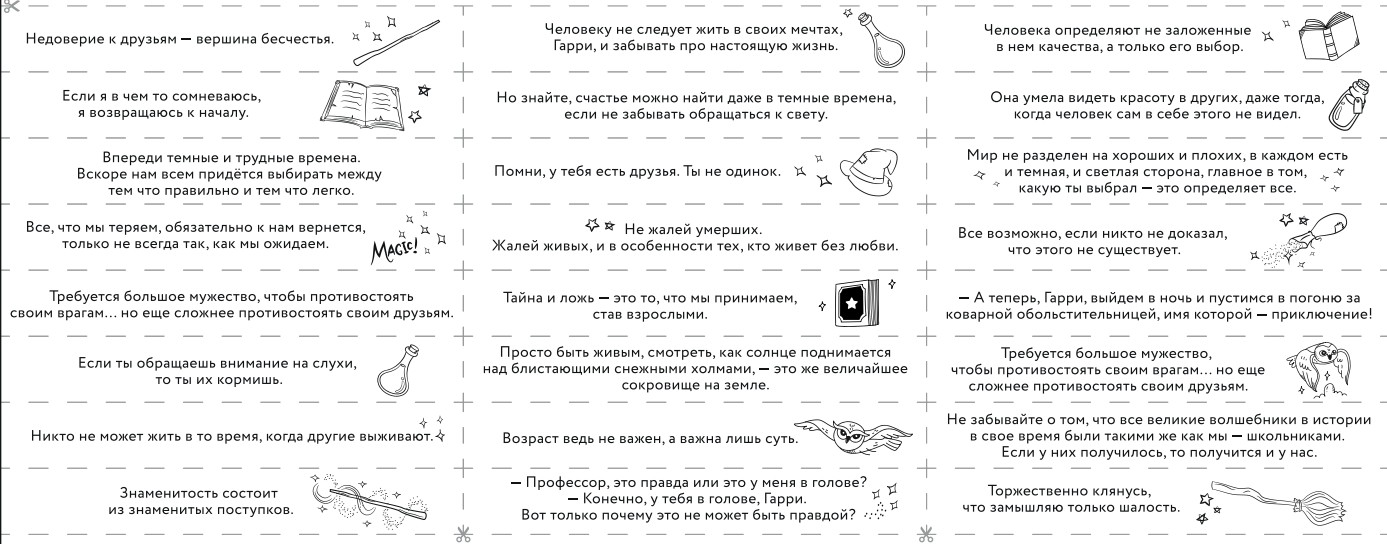 Недоверие к друзьям — вершина бесчестья.
Человеку не следует жить в своих мечтах,
Гарри, и забывать про настоящую жизнь.
Человека определяют не заложенные
в нем качества, а только его выбор.
Если я в чем то сомневаюсь,
я возвращаюсь к началу.
Но знайте, счастье можно найти даже в темные времена,
если не забывать обращаться к свету.
Она умела видеть красоту в других, даже тогда,
когда человек сам в себе этого не видел.
Впереди темные и трудные времена.
Вскоре нам всем придётся выбирать между
тем что правильно и тем что легко.
Помни, у тебя есть друзья. Ты не одинок.
Мир не разделен на хороших и плохих, в каждом есть
и темная, и светлая сторона, главное в том,
какую ты выбрал — это определяет все.
Все, что мы теряем, обязательно к нам вернется,
только не всегда так, как мы ожидаем.
MAGIC!
Не жалей умерших.
Жалей живых, и в особенности тех, кто живет без любви.
Все возможно, если никто не доказал,
что этого не существует.
Требуется большое мужество, чтобы противостоять
своим врагам... но еще сложнее противостоять своим друзьям.
Тайна и ложь — это то, что мы принимаем,
став взрослыми.
— А теперь, Гарри, выйдем в ночь и пустимся в погоню за
коварной обольстительницей, имя которой — приключение!
Если ты обращаешь внимание на слухи,
то ты их кормишь.
Просто быть живым, смотреть, как солнце поднимается
над блистающими снежными холмами, — это же величайшее
сокровище на земле.
Требуется большое мужество,
чтобы противостоять своим врагам... но еще
сложнее противостоять своим друзьям.
Никто не может жить в то время, когда другие выживают.
Возраст ведь не важен, а важна лишь суть.
Не забывайте о том, что все великие волшебники в истории
в свое время были такими же как мы — школьниками.
Если у них получилось, то получится и у нас.
Знаменитость состоит
из знаменитых поступков.
— Профессор, это правда или это у меня в голове?
— Конечно, у тебя в голове, Гарри.
Вот только почему это не может быть правдой?
Торжественно клянусь,
что замышляю только шалость.